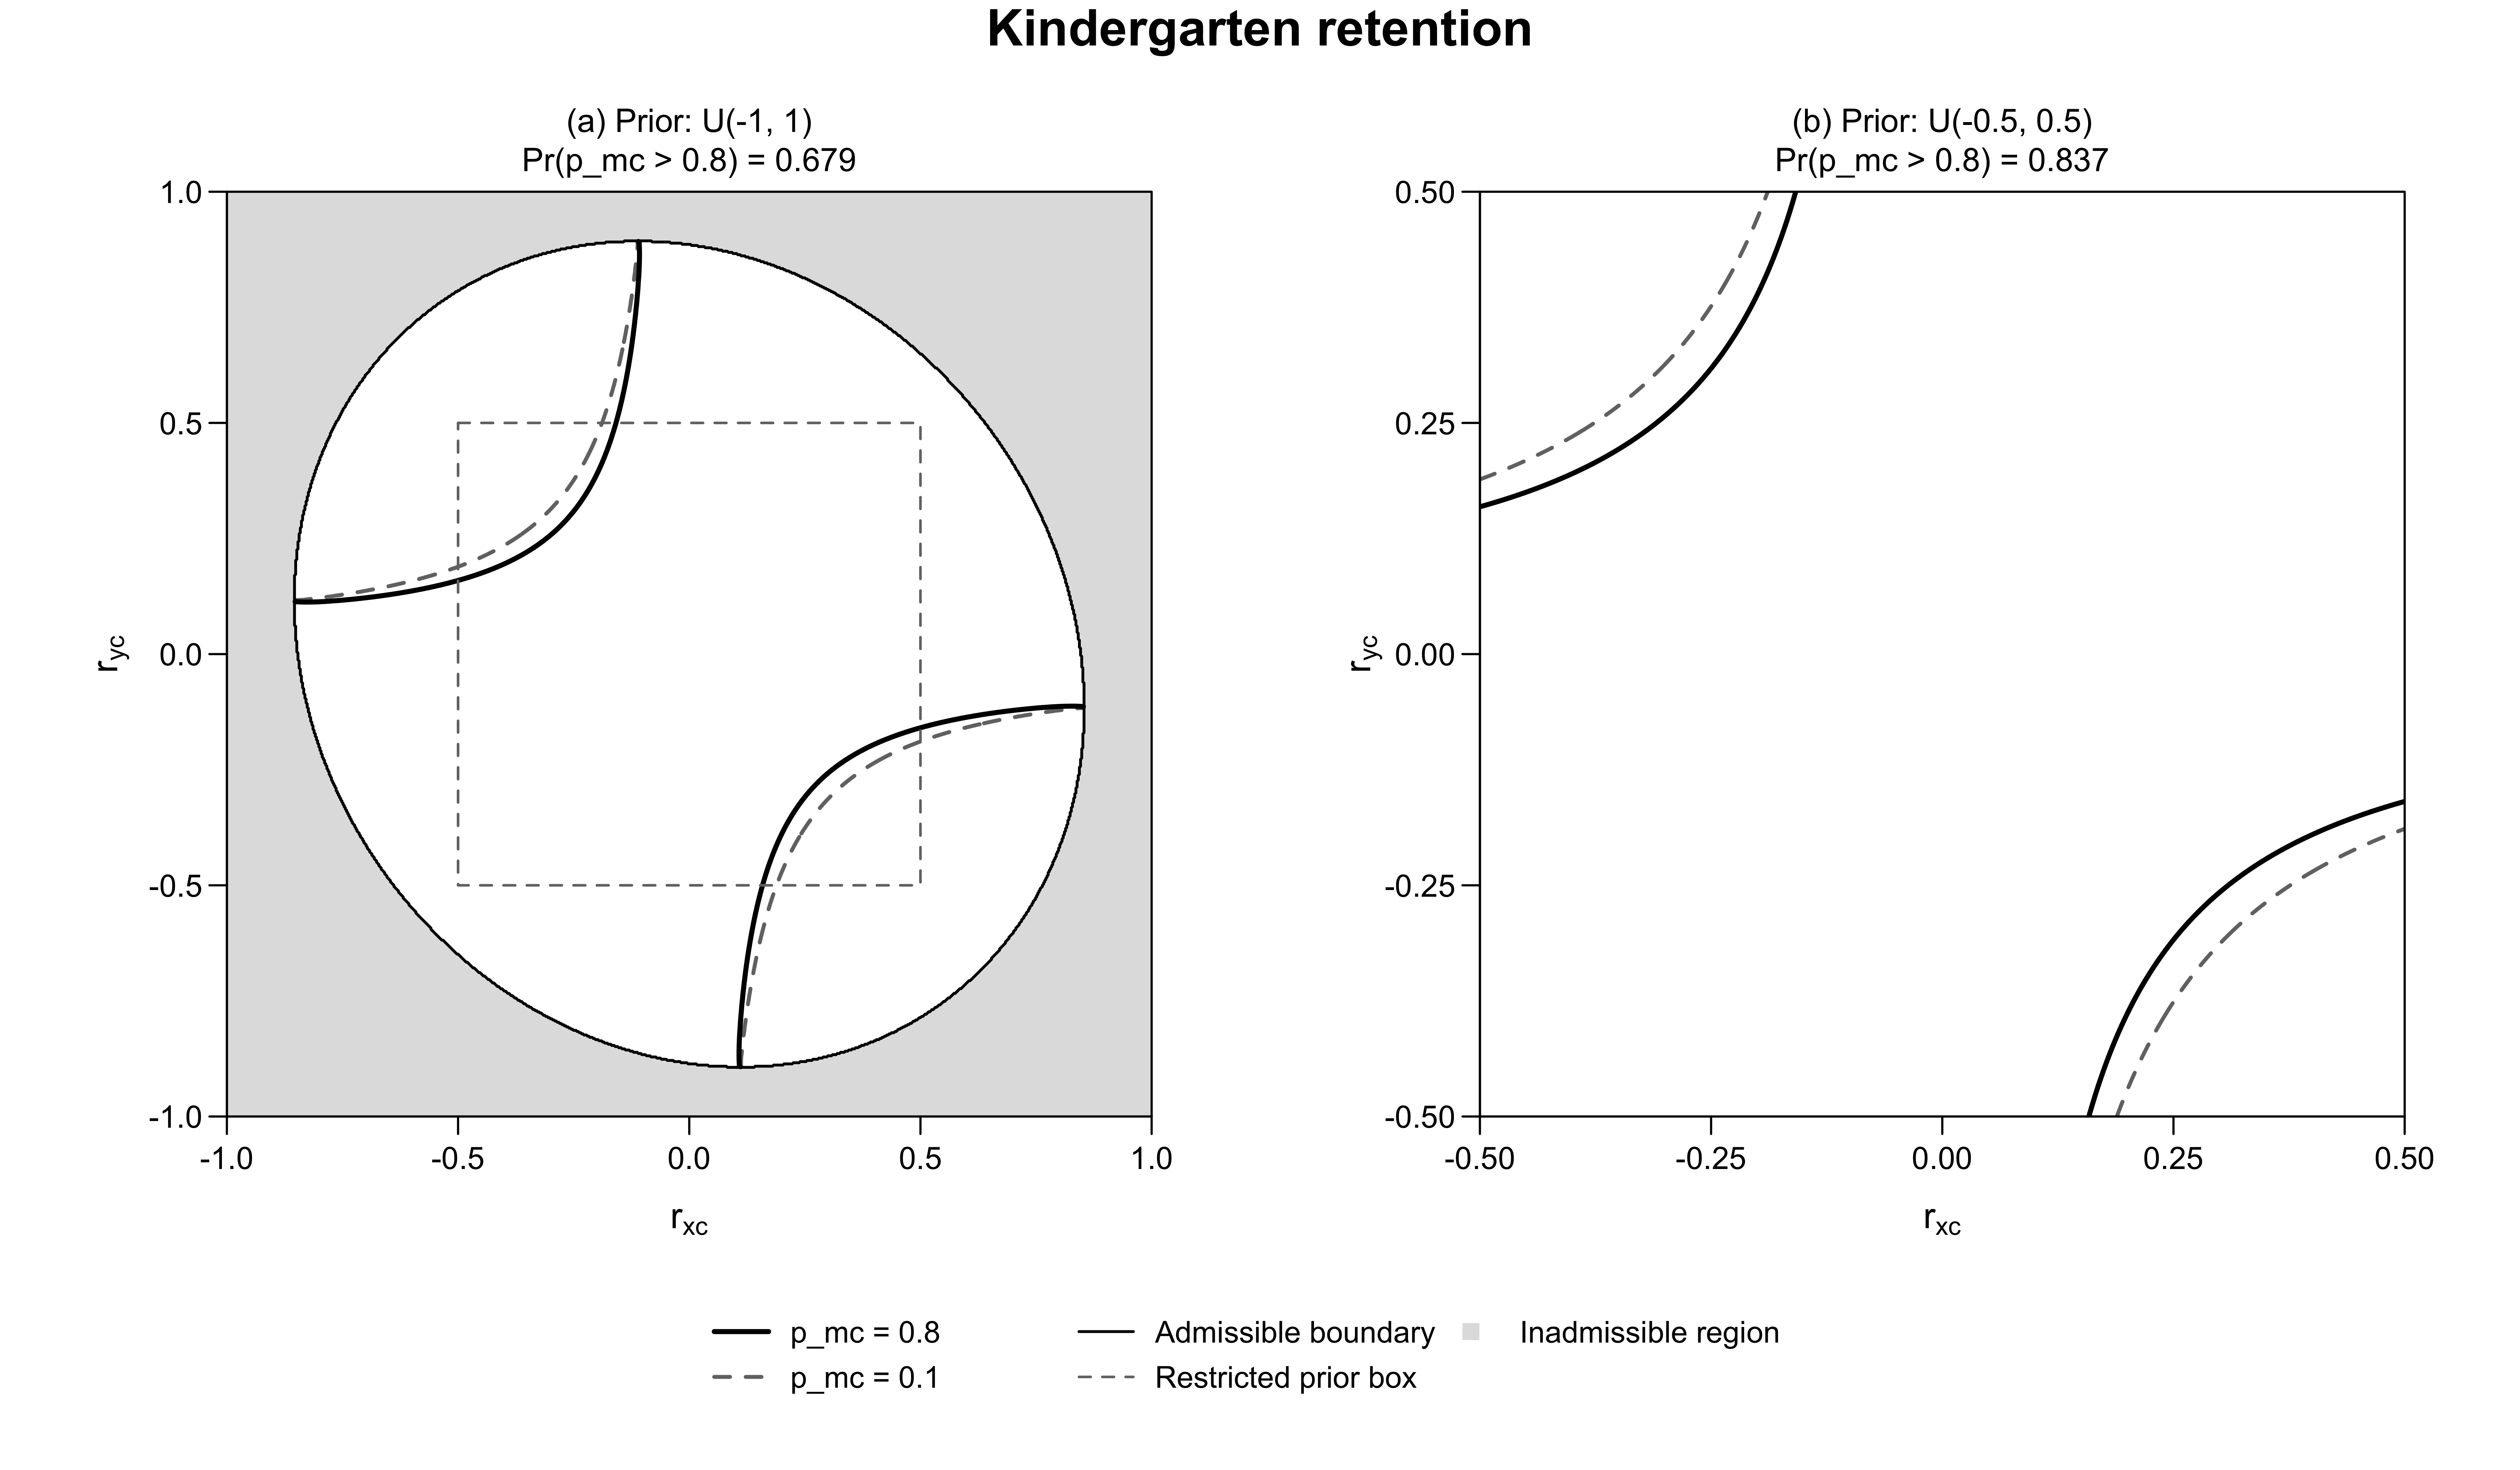 Kindergarten retention
(a) Prior: U(-1, 1)
Pr(p_mc > 0.8) = 0.679
1.0
0.5
0.0
-0.5
-1.0
r_yc
-1.0 -0.5 0.0 0.5 1.0
r_xc
(b) Prior: U(-0.5, 0.5)
Pr(p_mc > 0.8) = 0.837
0.50
0.25
0.00
-0.25
-0.50
r_yc
-0.50 -0.25 0.00 0.25 0.50
r_xc
p_mc = 0.8 Admissible boundary Inadmissible region
p_mc = 0.1 Restricted prior box